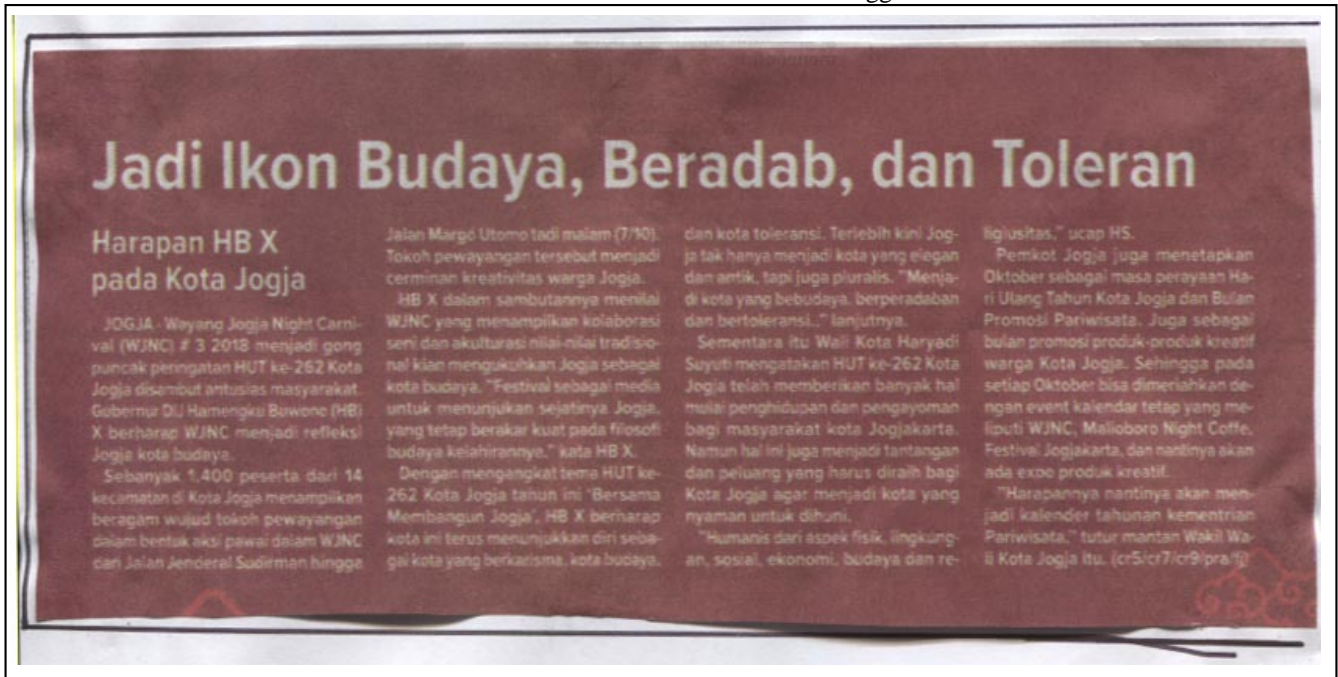 Jadi Ikon Budaya, Beradab, dan Toleran
Harapan HB X
pada Kota Jogja
JOGJA - Wayang Jogja Night Carni-
val (WJNC) # 3 2018 menjadi gong
puncak peringatan HUT ke-262 Kota
Jogja disambut antusias masyarakat.
Gubernur DIJ Hamengku Buwono (HB)
X berharap WJNC menjadi refleksi
Jogja kota budaya.
Sebanyak 1.400 peserta dari 14
kecamatan di Kota Jogja menampilkan
beragam wujud tokoh pewayangan
dalam bentuk aksi pawai dalam WJNC
dari Jalan Jenderal Sudirman hingga
Jalan Margo Utomo tadi malam (7/10).
Tokoh pewayangan tersebut menjadi
cerminan kreativitas warga Jogja.
HB X dalam sambutannya menilai
WJNC yang menampilkan kolaborasi
seni dan akulturasi nilai-nilai tradisio-
nal kian mengukuhkan Jogja sebagai
kota budaya. "Festival sebagai media
untuk menunjukan sejatinya Jogja,
yang tetap berakar kuat pada filosofi
budaya kelahirannya," kata HB X.
Dengan mengangkat tema HUT ke-
262 Kota Jogja tahun ini 'Bersama
Membangun Jogja', HB X berharap
kota ini terus menunjukkan diri seba-
gai kota yang berkarisma, kota budaya,
dan kota toleransi. Terlebih kini Jog-
ja tak hanya menjadi kota yang elegan
dan antik, tapi juga pluralis. "Menja-
di kota yang bebudaya, berperadaban
dan bertoleransi.," lanjutnya.
Sementara itu Wali Kota Haryadi
Suyuti mengatakan HUT ke-262 Kota
Jogja telah memberikan banyak hal
mulai penghidupan dan pengayoman
bagi masyarakat kota Jogjakarta.
Namun hal ini juga menjadi tantangan
dan peluang yang harus diraih bagi
Kota Jogja agar menjadi kota yang
nyaman untuk dihuni.
"Humanis dari aspek fisik, lingkung-
an, sosial, ekonomi, budaya dan re-
ligiusitas," ucap HS.
Pemkot Jogja juga menetapkan
Oktober sebagai masa perayaan Ha-
ri Ulang Tahun Kota Jogja dan Bulan
Promosi Pariwisata. Juga sebagai
bulan promosi produk-produk kreatif
warga Kota Jogja. Sehingga pada
setiap Oktober bisa dimeriahkan de-
ngan event kalendar tetap yang me-
liputi WJNC, Malioboro Night Coffe,
Festival Jogjakarta, dan nantinya akan
ada expo produk kreatif.
"Harapannya nantinya akan men-
jadi kalender tahunan kementrian
Pariwisata," tutur mantan Wakil Wa-
li Kota Jogja itu. (cr5/cr7/cr9/pra/